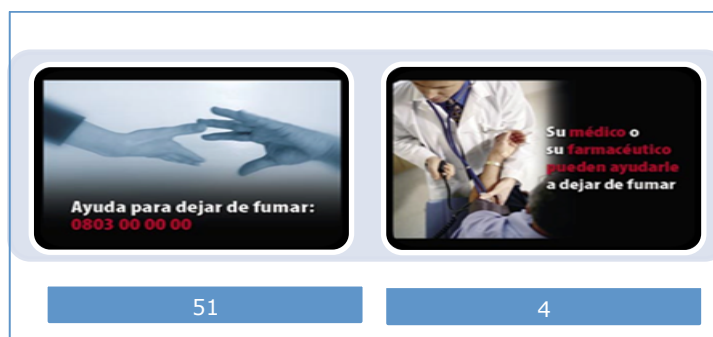 Ayuda para dejar de fumar:
0803 00 00 00
Su médico o
su farmacéutico
pueden ayudarle
a dejar de fumar
51
4